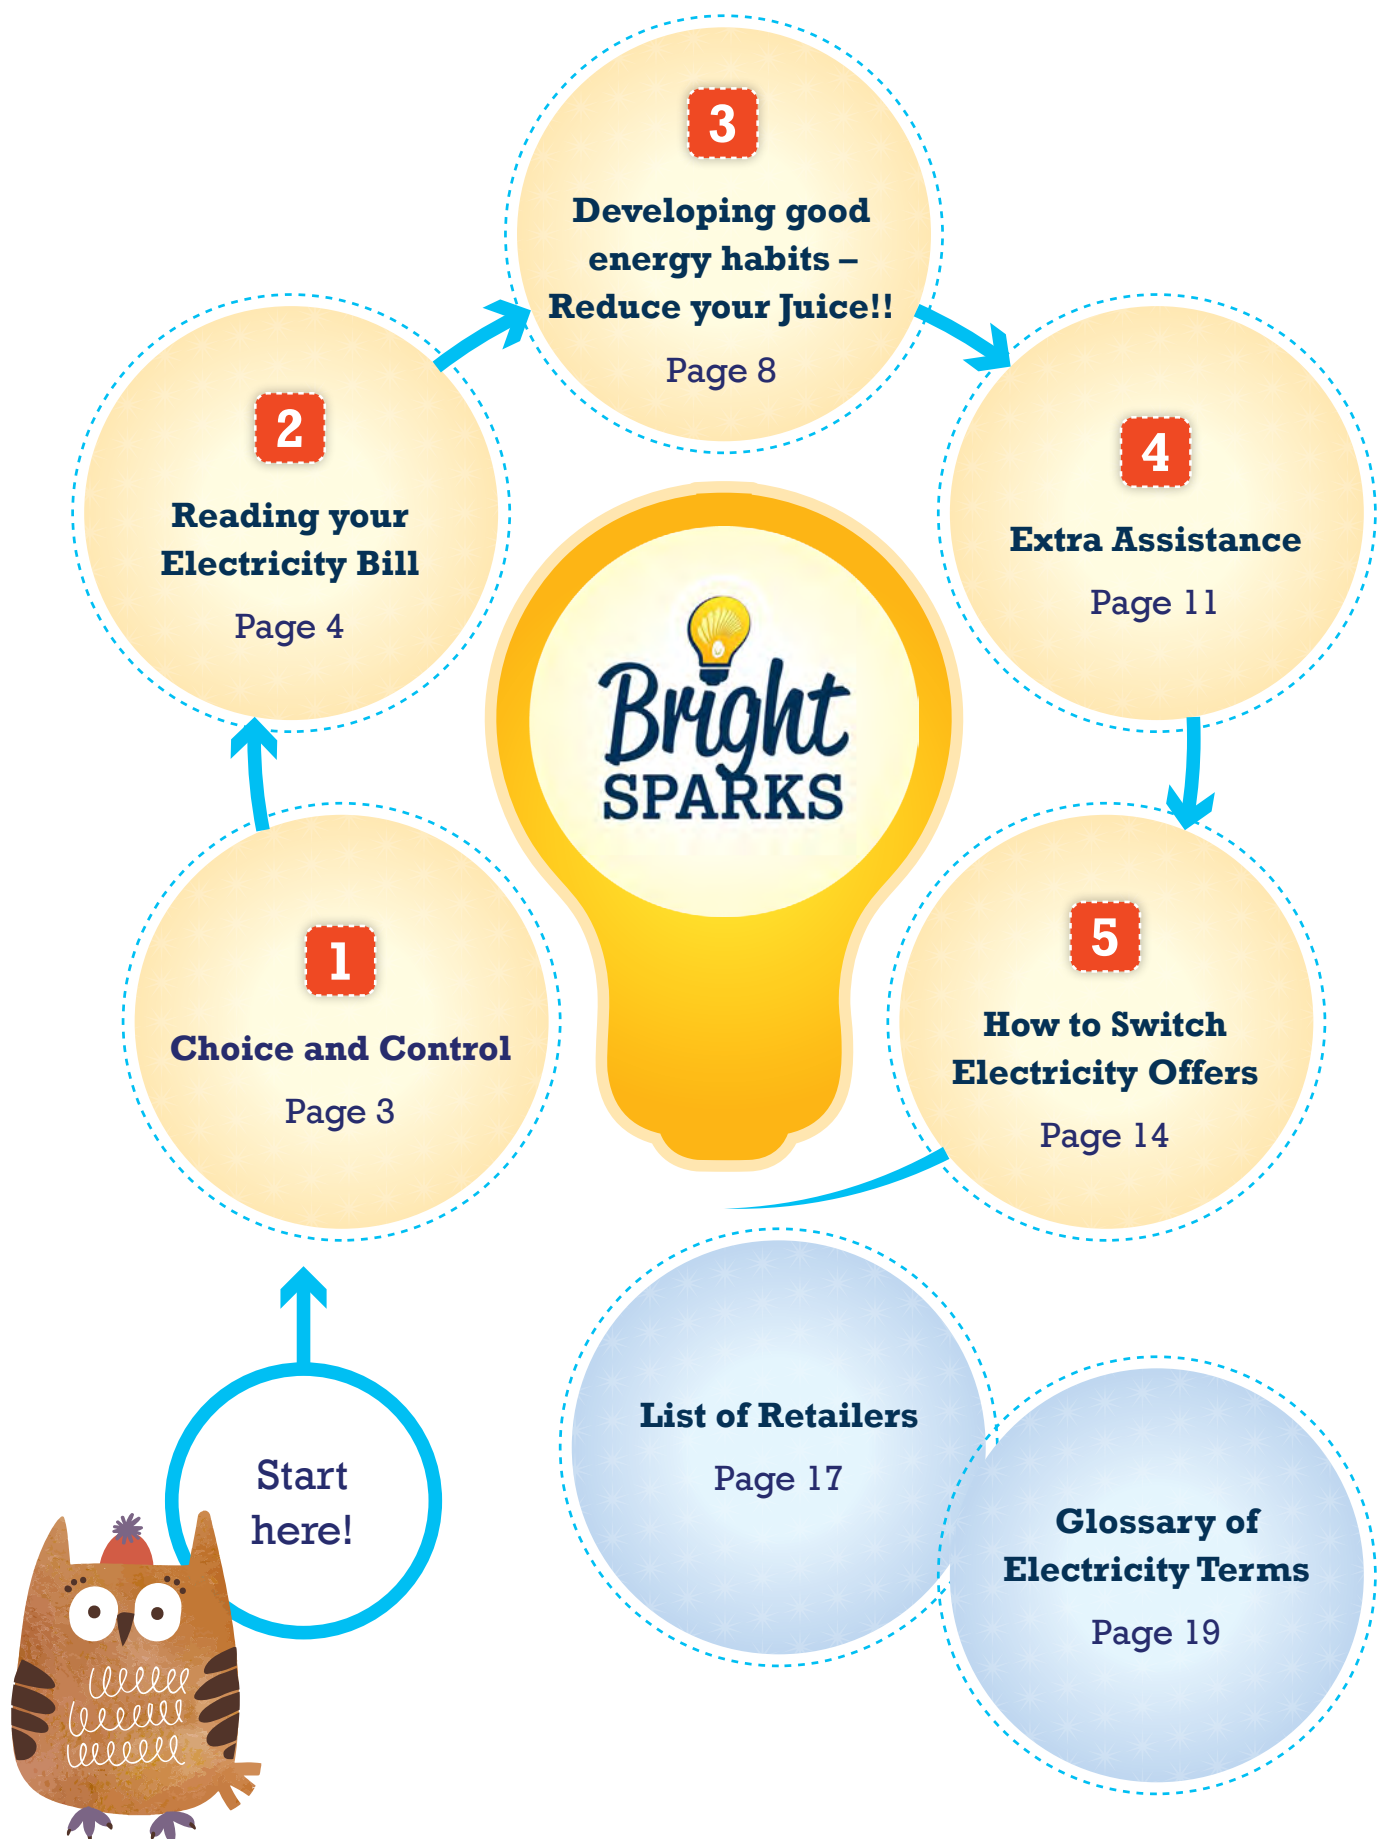 3
Developing good
energy habits –
Reduce your Juice!!
Page 8
2
Reading your
Electricity Bill
Page 4
4
Extra Assistance
Page 11
Bright
SPARKS
1
Choice and Control
Page 3
5
How to Switch
Electricity Offers
Page 14
List of Retailers
Page 17
Start
here!
Glossary of
Electricity Terms
Page 19